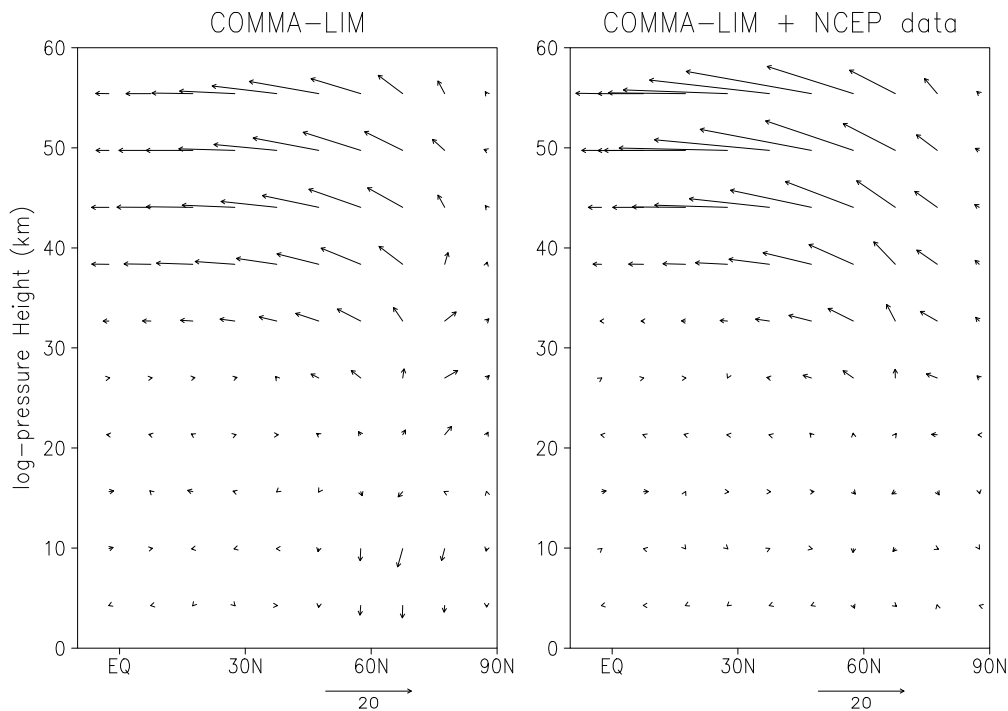 COMMA-LIM
COMMA-LIM + NCEP data
log-pressure Height (km)
60
50
40
30
20
10
0
EQ
30N
60N
90N
20
EQ
30N
60N
90N
20